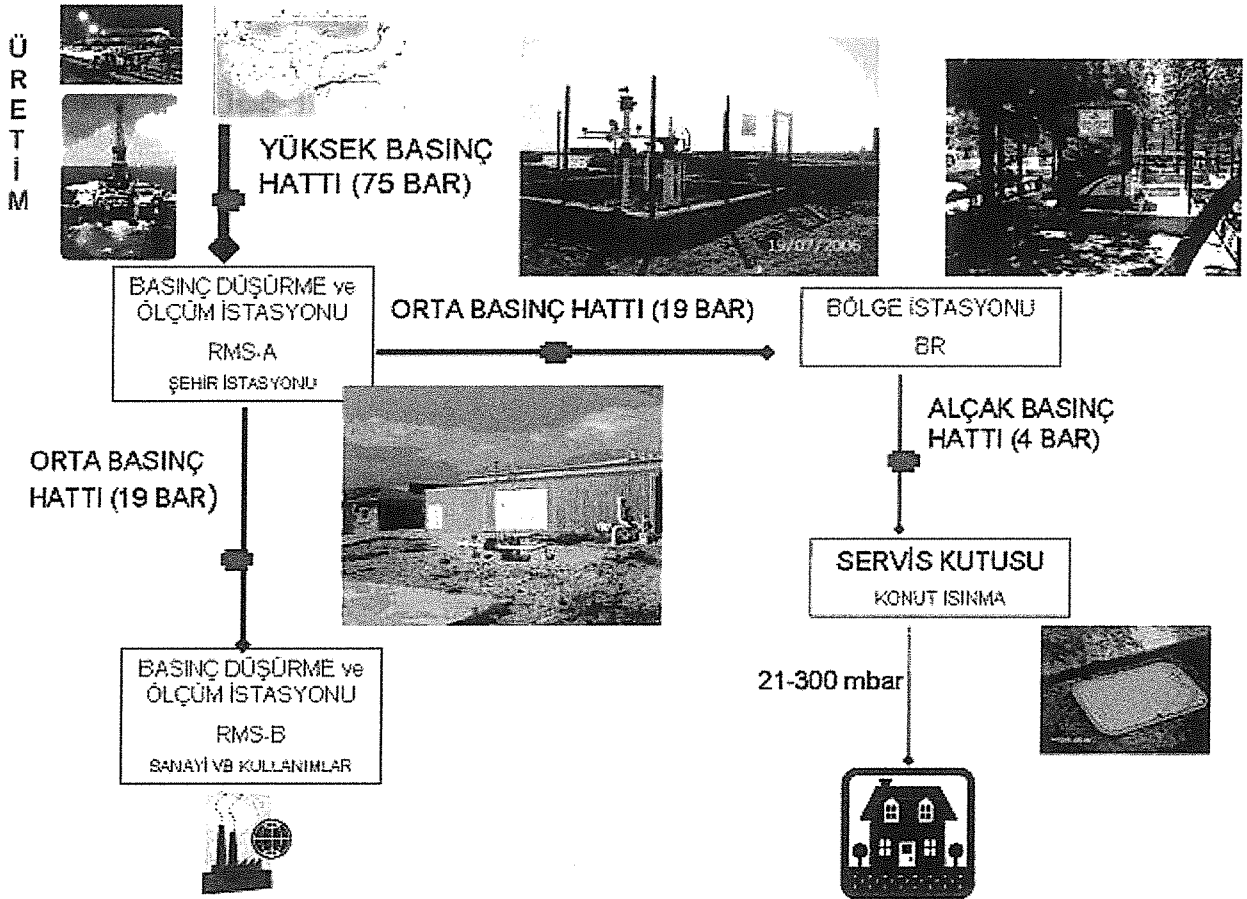 ÜRETİM
YÜKSEK BASINÇ
HATTI (75 BAR)
19/07/2006
BASINÇ DÜŞÜRME ve
ÖLÇÜM İSTASYONU
RMS-A
ŞEHİR İSTASYONU
ORTA BASINÇ HATTI (19 BAR)
BÖLGE İSTASYONU
BR
ALÇAK BASINÇ
HATTI (4 BAR)
ORTA BASINÇ
HATTI (19 BAR)
SERVİS KUTUSU
KONUT ISINMA
BASINÇ DÜŞÜRME ve
ÖLÇÜM İSTASYONU
RMS-B
SANAYİ VB KULLANIMLAR
21-300 mbar